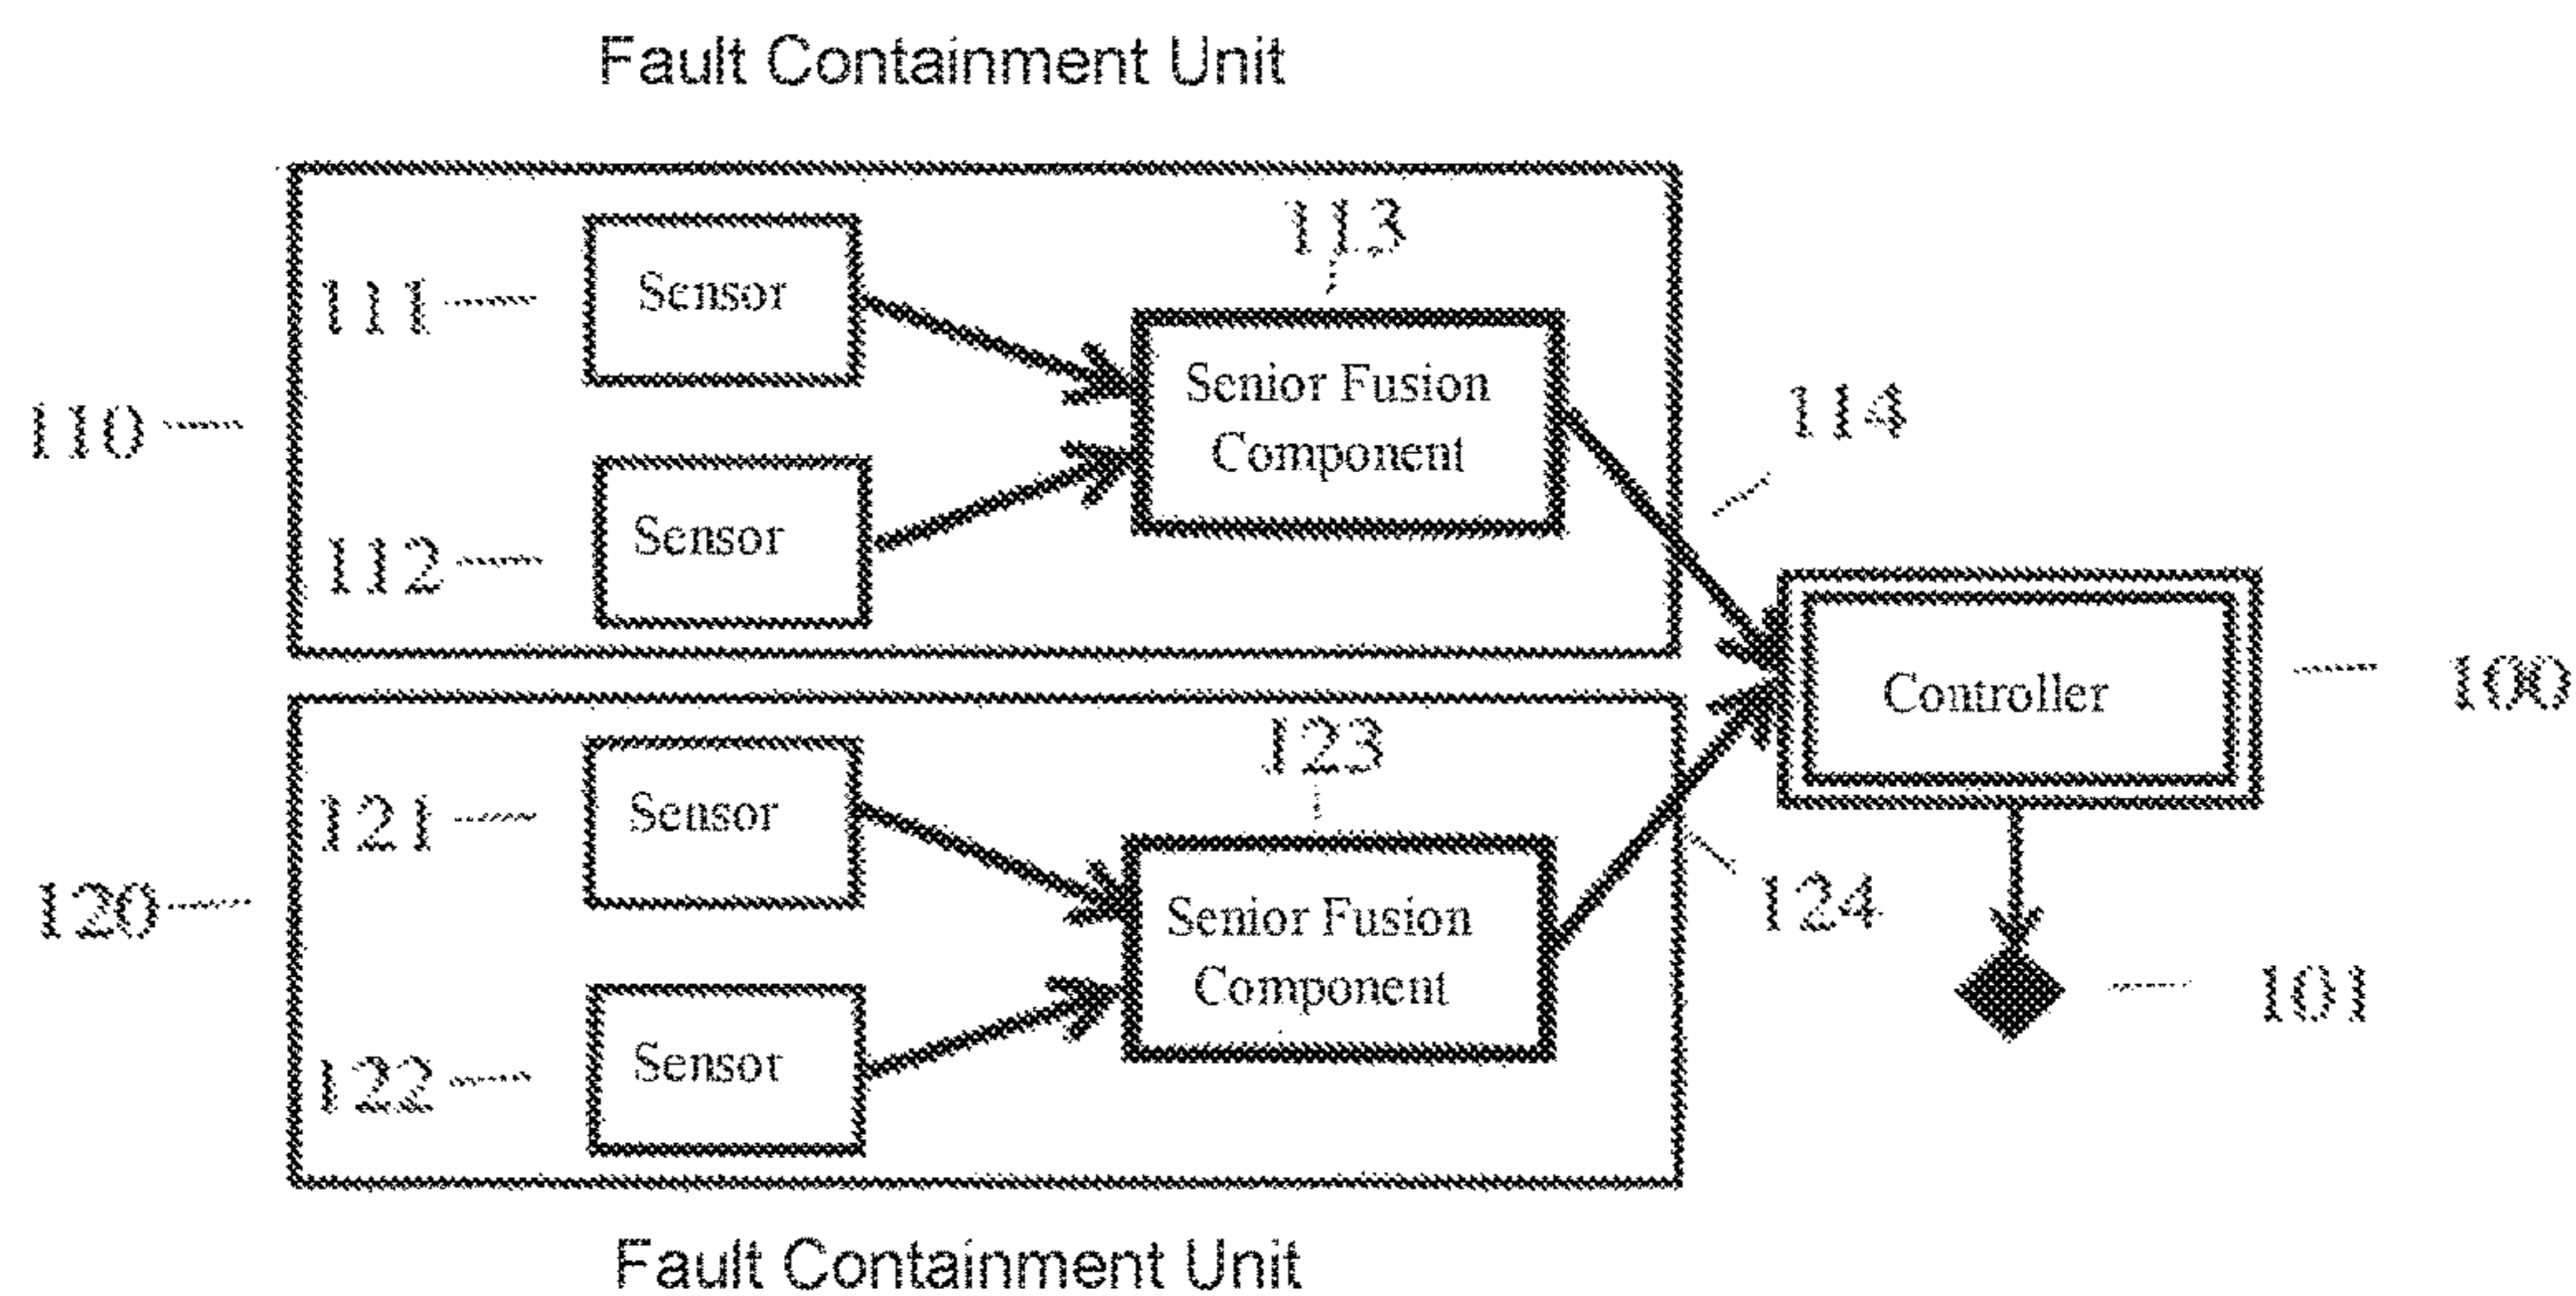 Fault Containment Unit
113
111
Sensor
Senior Fusion
Component
114
110
112
Sensor
Controller
100
123
121
Sensor
Senior Fusion
Component
124
120
101
122
Sensor
Fault Containment Unit